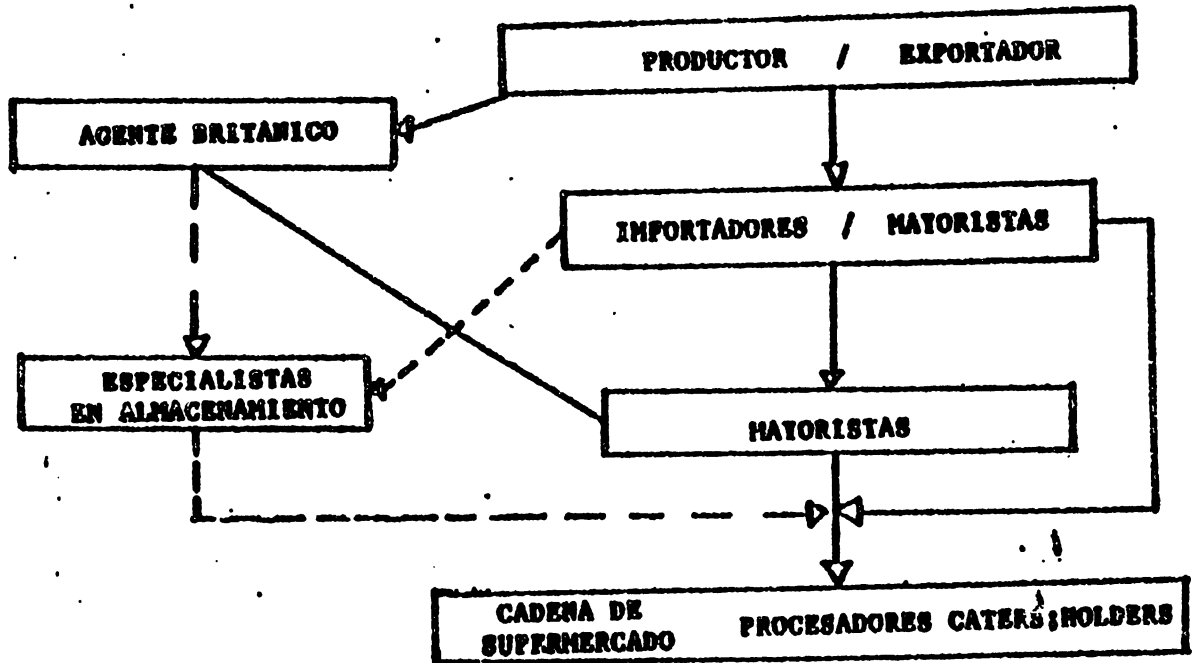 PRODUCTOR / EXPORTADOR
AGENTE BRITANICO
IMPORTADORES / MAYORISTAS
ESPECIALISTAS
EN ALMACENAMIENTO
MAYORISTAS
CADENA DE
SUPERMERCADO
PROCESADORES CATERS;HOLDERS